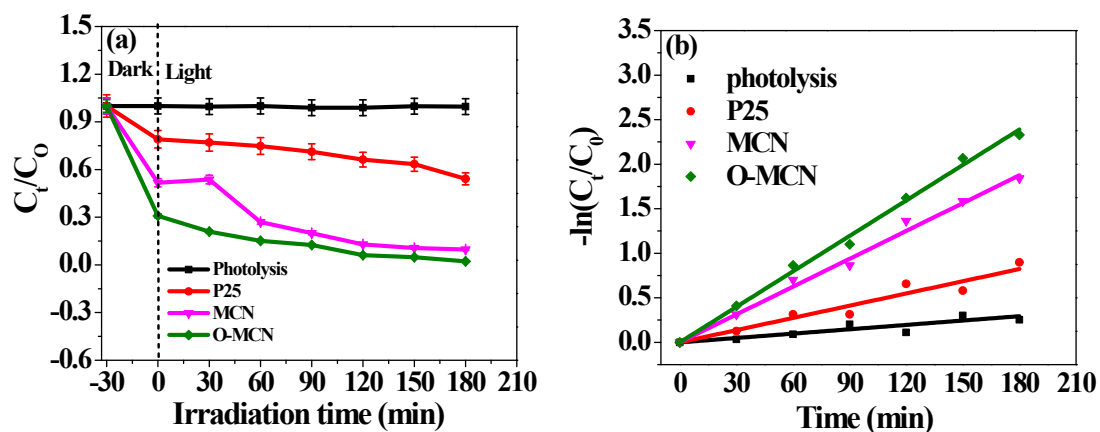 (a)
Dark
Light
Cₜ/C_O
1.5
1.2
0.9
0.6
0.3
0.0
-0.3
-0.6
Photolysis
P25
MCN
O-MCN
-30 0 30 60 90 120 150 180 210
Irradiation time (min)
(b)
-ln(Cₜ/C₀)
3.5
3.0
2.5
2.0
1.5
1.0
0.5
0.0
photolysis
P25
MCN
O-MCN
0 30 60 90 120 150 180 210
Time (min)